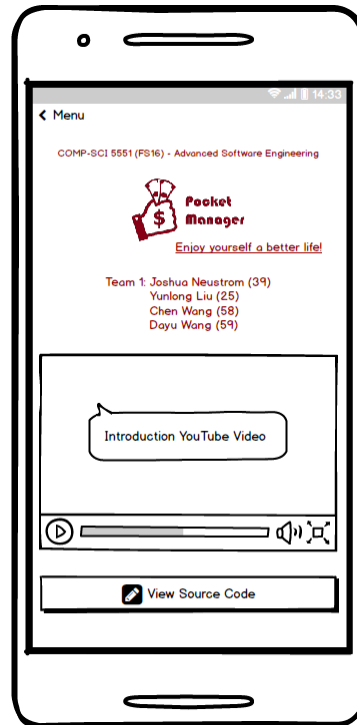 14:33
Menu
COMP-SCI 5551 (FS16) - Advanced Software Engineering
$
Pocket
Manager
Enjoy yourself a better life!
Team 1: Joshua Neustrom (39)
Yunlong Liu (25)
Chen Wang (58)
Dayu Wang (59)
Introduction YouTube Video
View Source Code